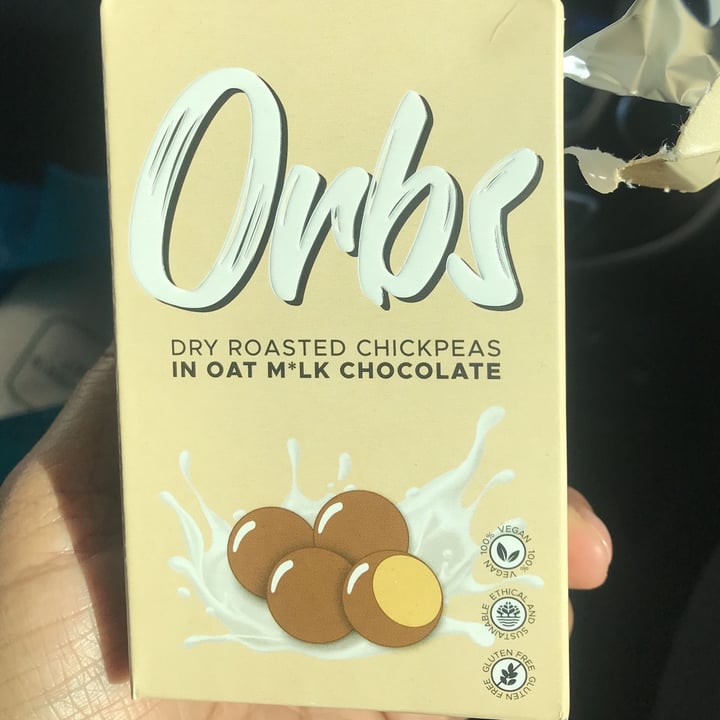 Orbs
DRY ROASTED CHICKPEAS
IN OAT M*LK CHOCOLATE
100% VEGAN 100% VEGAN
ETHICAL AND SUSTAINABLE
GLUTEN FREE GLUTEN FREE